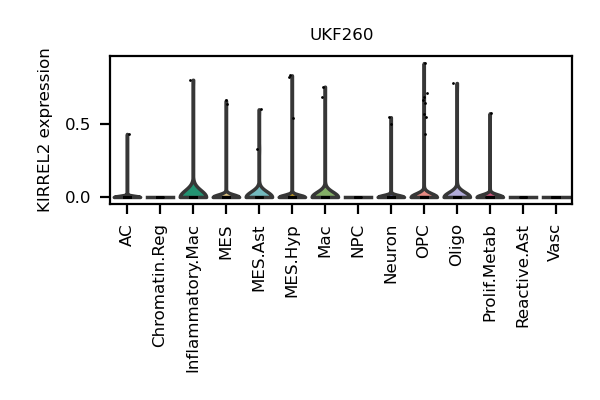 UKF260
KIRREL2 expression
0.5
0.0
AC
Chromatin.Reg
Inflammatory.Mac
MES
MES.Ast
MES.Hyp
Mac
NPC
Neuron
OPC
Oligo
Prolif.Metab
Reactive.Ast
Vasc